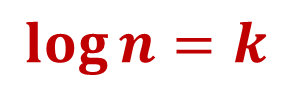 log n = k